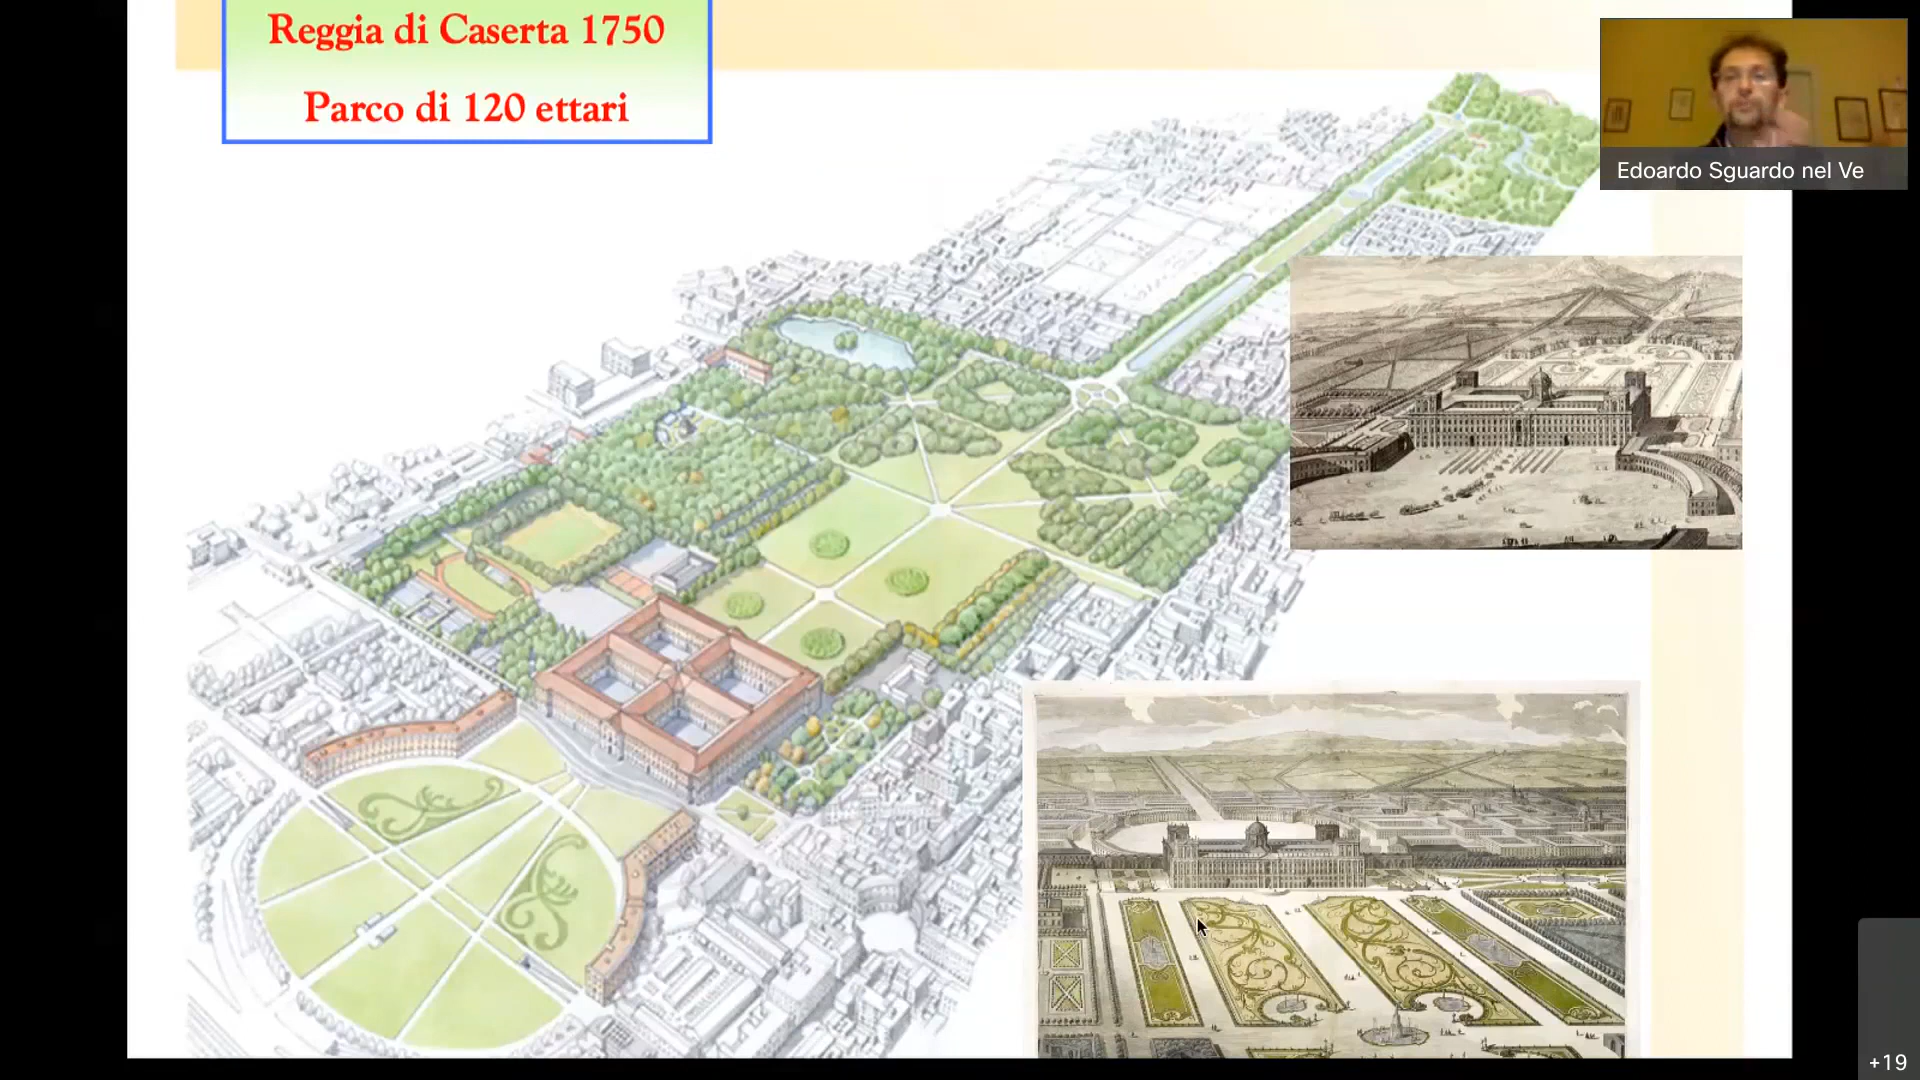 Reggia di Caserta 1750
Parco di 120 ettari
Edoardo Sguardo nel Ve
+19